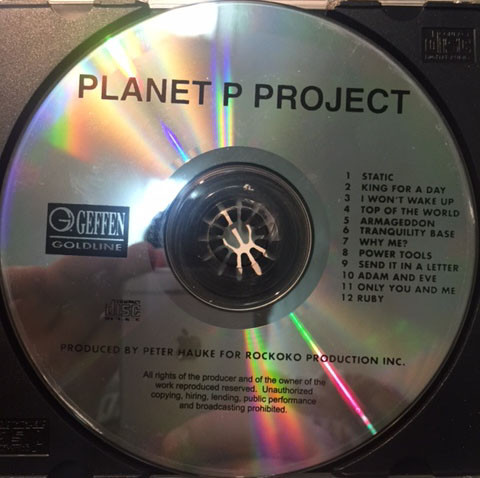 PLANET P PROJECT
1 STATIC
2 KING FOR A DAY
3 I WON'T WAKE UP
4 TOP OF THE WORLD
5 ARMAGEDDON
6 TRANQUILITY BASE
7 WHY ME?
8 POWER TOOLS
9 SEND IT IN A LETTER
10 ADAM AND EVE
11 ONLY YOU AND ME
12 RUBY
GEFFEN
GOLDLINE
PRODUCED BY PETER HAUKE FOR ROCKOKO PRODUCTION INC.
All rights of the producer and of the owner of the
work reproduced reserved. Unauthorized
copying, hiring, lending, public performance
and broadcasting prohibited.